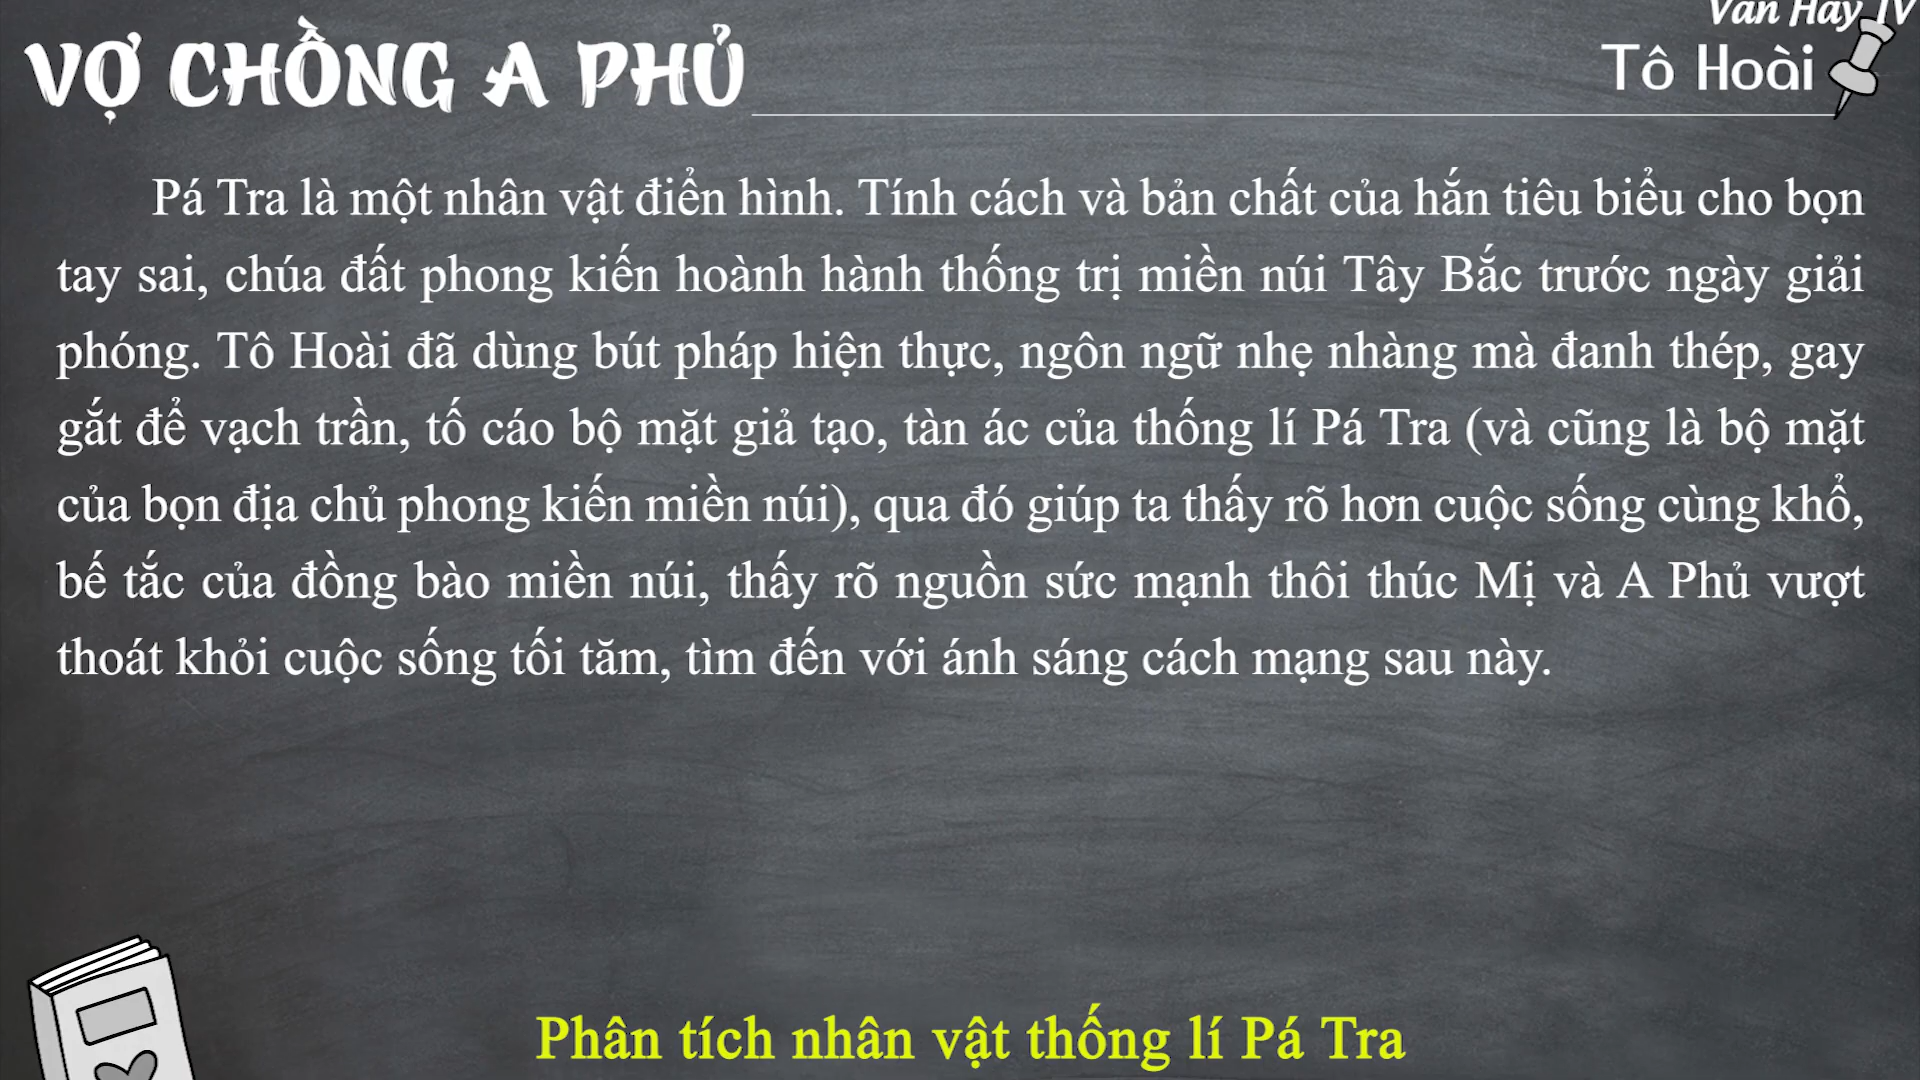 Văn Hay TV
VỢ CHỒNG A PHỦ
Tô Hoài
Pá Tra là một nhân vật điển hình. Tính cách và bản chất của hắn tiêu biểu cho bọn
tay sai, chúa đất phong kiến hoành hành thống trị miền núi Tây Bắc trước ngày giải
phóng. Tô Hoài đã dùng bút pháp hiện thực, ngôn ngữ nhẹ nhàng mà đanh thép, gay
gắt để vạch trần, tố cáo bộ mặt giả tạo, tàn ác của thống lí Pá Tra (và cũng là bộ mặt
của bọn địa chủ phong kiến miền núi), qua đó giúp ta thấy rõ hơn cuộc sống cùng khổ,
bế tắc của đồng bào miền núi, thấy rõ nguồn sức mạnh thôi thúc Mị và A Phủ vượt
thoát khỏi cuộc sống tối tăm, tìm đến với ánh sáng cách mạng sau này.
Phân tích nhân vật thống lí Pá Tra